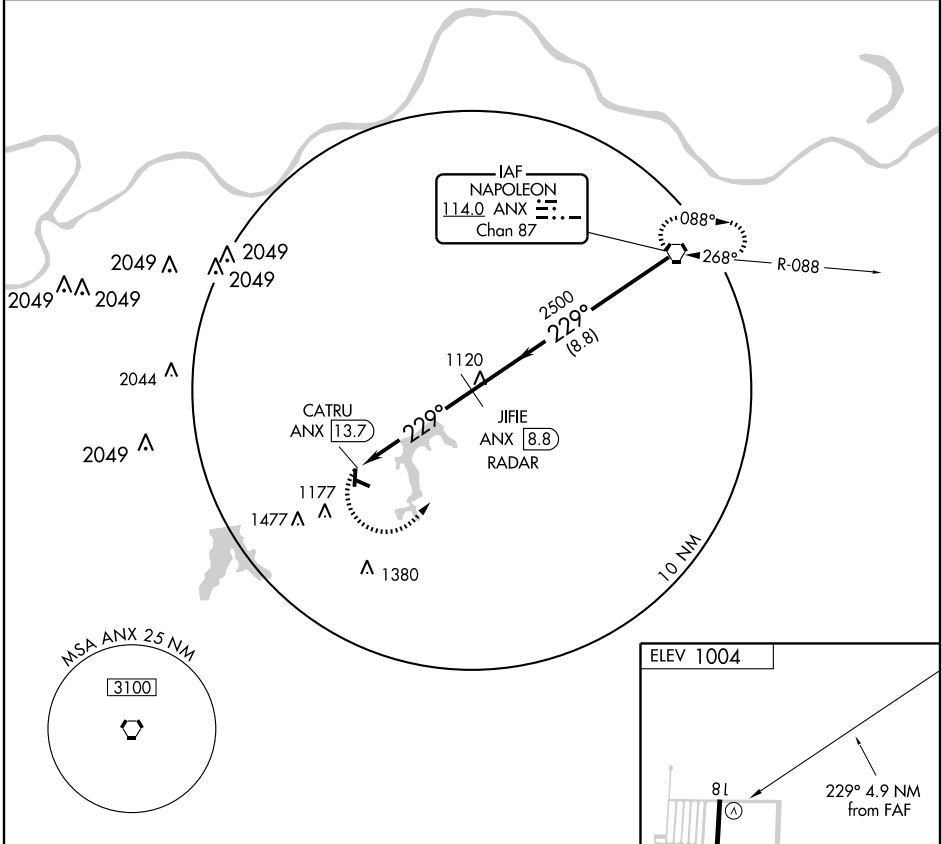 IAF
NAPOLEON
114.0 ANX
Chan 87
088°
268°
R-088
2049
2049
2049
2049
2049
2500
229°
(8.8)
2044
1120
CATRU
ANX 13.7
229°
JIFIE
ANX 8.8
RADAR
2049
1177
1477
1380
10 NM
MSA ANX 25 NM
3100
ELEV 1004
18
229° 4.9 NM
from FAF